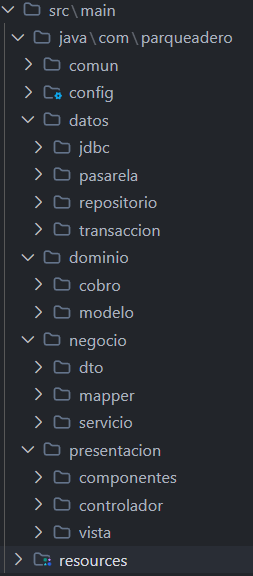 src\main
java\com\parqueadero
comun
config
datos
jdbc
pasarela
repositorio
transaccion
dominio
cobro
modelo
negocio
dto
mapper
servicio
presentacion
componentes
controlador
vista
resources